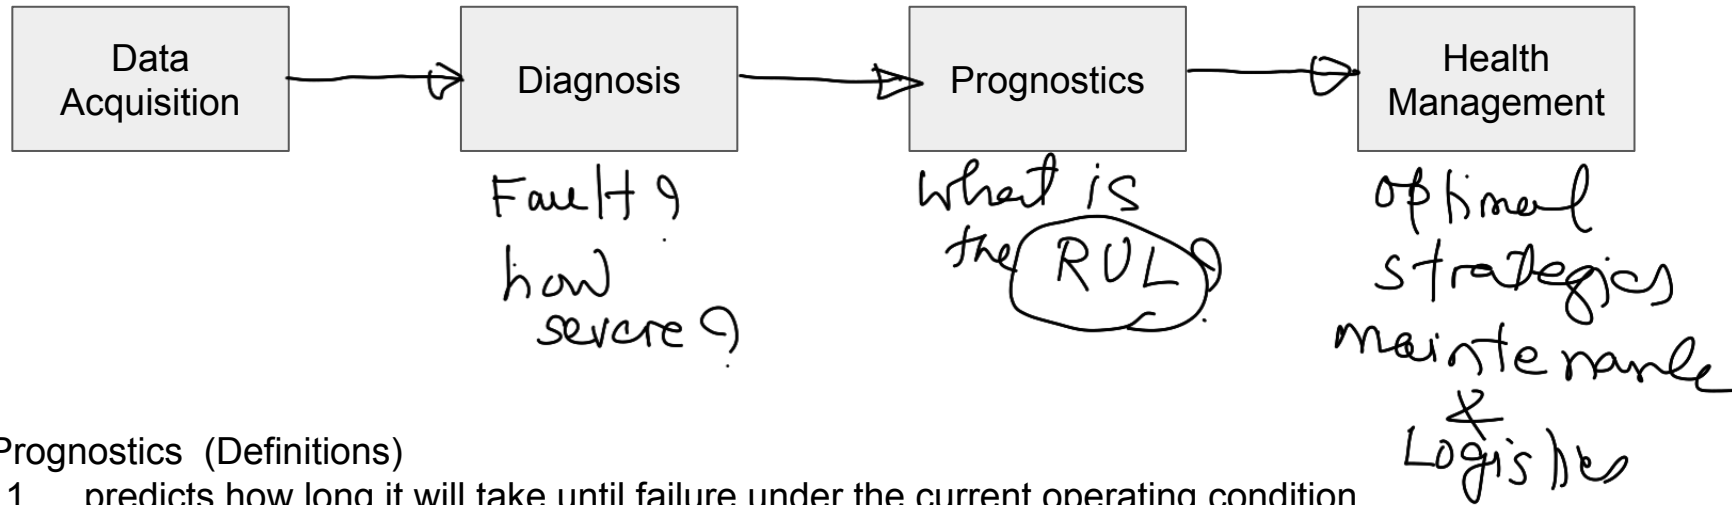 Data
Acquisition
Diagnosis
Prognostics
Health
Management
Fault?
how
severe?
what is
the RUL?
optimal
strategies
maintenance
&
Logistics
Prognostics (Definitions)
1 predicts how long it will take until failure under the current operating condition